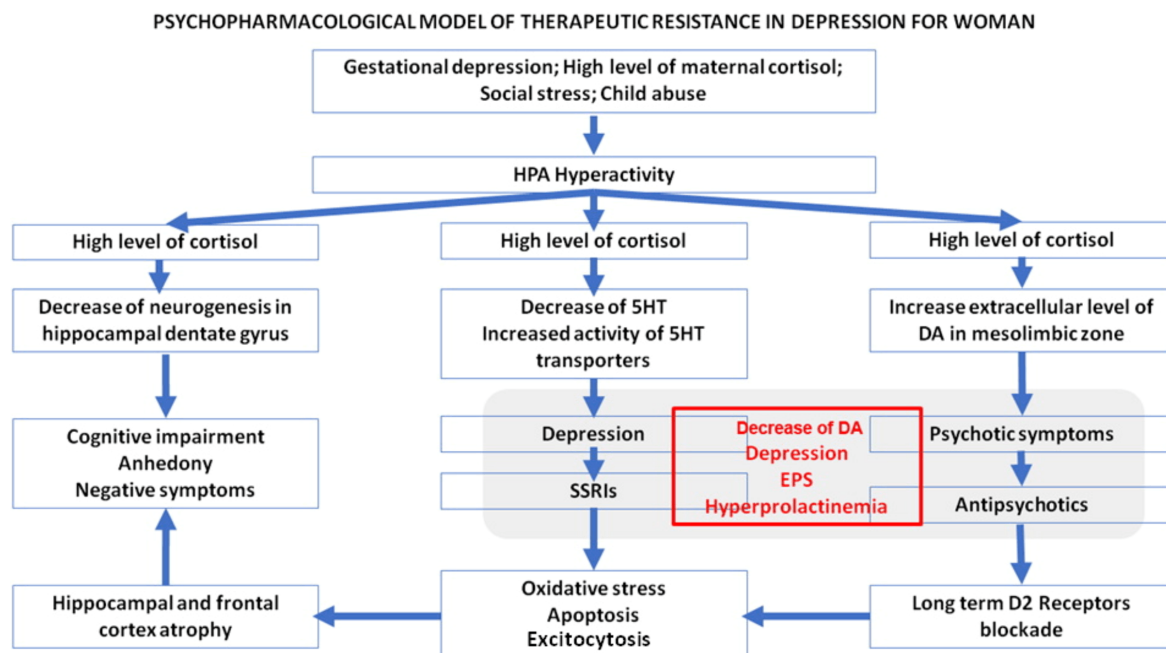 PSYCHOPHARMACOLOGICAL MODEL OF THERAPEUTIC RESISTANCE IN DEPRESSION FOR WOMAN
Gestational depression; High level of maternal cortisol;
Social stress; Child abuse
HPA Hyperactivity
High level of cortisol
High level of cortisol
High level of cortisol
Decrease of neurogenesis in
hippocampal dentate gyrus
Decrease of 5HT
Increased activity of 5HT
transporters
Increase extracellular level of
DA in mesolimbic zone
Cognitive impairment
Anhedony
Negative symptoms
Depression
SSRIs
Decrease of DA
Depression
EPS
Hyperprolactinemia
Psychotic symptoms
Antipsychotics
Hippocampal and frontal
cortex atrophy
Oxidative stress
Apoptosis
Excitocytosis
Long term D2 Receptors
blockade